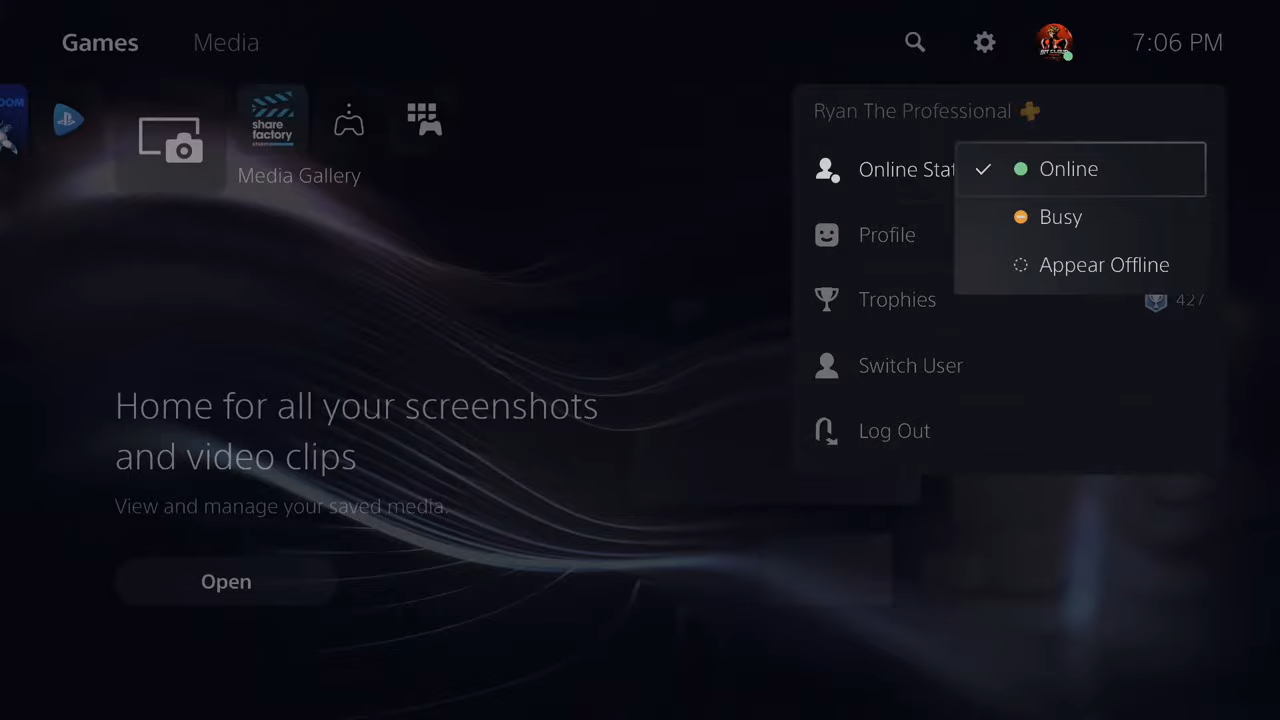 Games
Media
7:06 PM
OOM
share
factory
Media Gallery
Ryan The Professional
Online Stat
Online
Busy
Appear Offline
Profile
Trophies
427
Switch User
Log Out
Home for all your screenshots
and video clips
View and manage your saved media.
Open